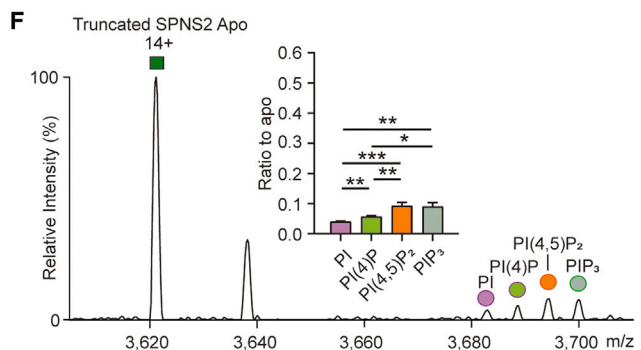 F
Truncated SPNS2 Apo
14+
100
0
Relative Intensity (%)
0.6
0.5
0.4
0.3
0.2
0.1
0.0
Ratio to apo
**
*
***
**
**
PI
PI(4)P
PI(4,5)P₂
PIP₃
PI(4,5)P₂
PI
PI(4)P
PIP₃
3,620
3,640
3,660
3,680
3,700
m/z